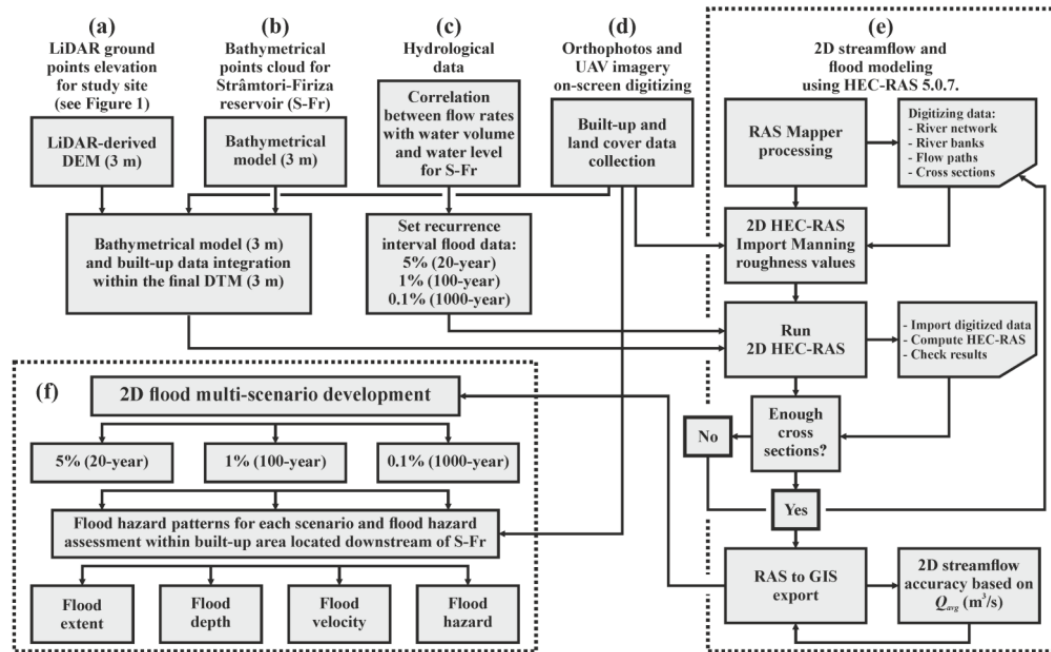 (a)
LiDAR ground
points elevation
for study site
(see Figure 1)
LiDAR-derived
DEM (3 m)
(b)
Bathymetrical
points cloud for
Strâmtori-Firiza
reservoir (S-Fr)
Bathymetrical
model (3 m)
Bathymetrical model (3 m)
and built-up data integration
within the final DTM (3 m)
(c)
Hydrological
data
Correlation
between flow rates
with water volume
and water level
for S-Fr
Set recurrence
interval flood data:
5% (20-year)
1% (100-year)
0.1% (1000-year)
(d)
Orthophotos and
UAV imagery
on-screen digitizing
Built-up and
land cover data
collection
(e)
2D streamflow and
flood modeling
using HEC-RAS 5.0.7.
RAS Mapper
processing
Digitizing data:
- River network
- River banks
- Flow paths
- Cross sections
2D HEC-RAS
Import Manning
roughness values
Run
2D HEC-RAS
- Import digitized data
- Compute HEC-RAS
- Check results
Enough
cross
sections?
No
Yes
RAS to GIS
export
2D streamflow
accuracy based on
Qavg (m³/s)
(f)
2D flood multi-scenario development
5% (20-year)
1% (100-year)
0.1% (1000-year)
Flood hazard patterns for each scenario and flood hazard
assessment within built-up area located downstream of S-Fr
Flood
extent
Flood
depth
Flood
velocity
Flood
hazard